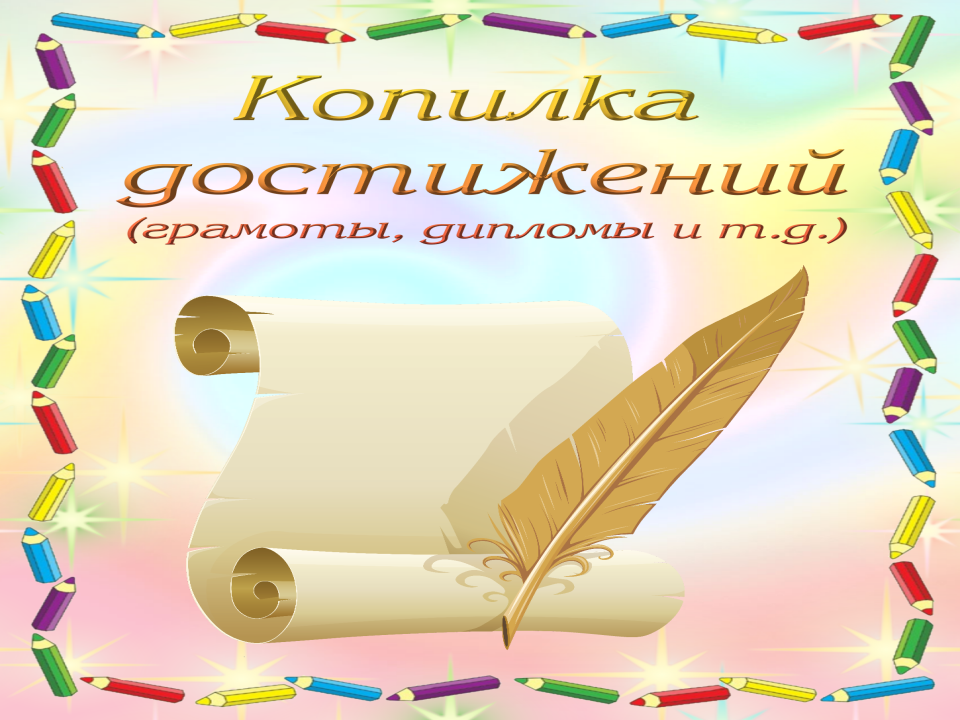 Копилка
достижений
(грамоты, дипломы и т.д.)